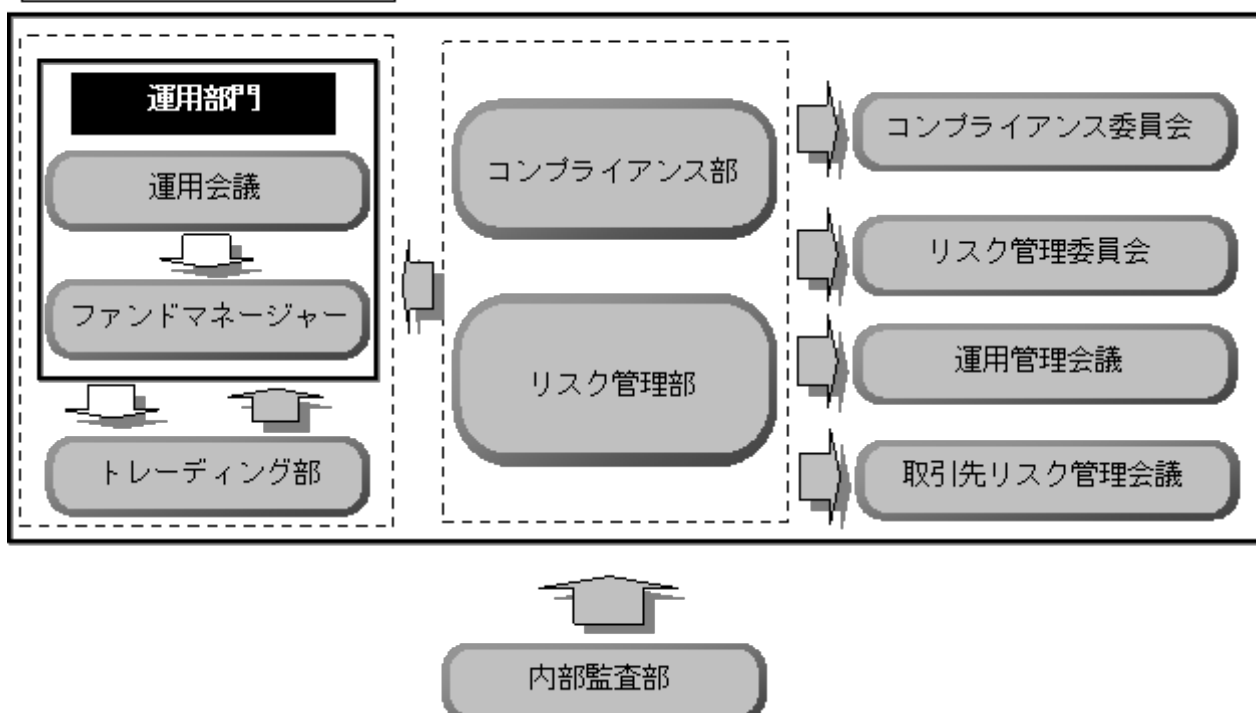 運用部門
運用会議
ファンドマネージャー
トレーディング部
コンプライアンス部
リスク管理部
コンプライアンス委員会
リスク管理委員会
運用管理会議
取引先リスク管理会議
内部監査部